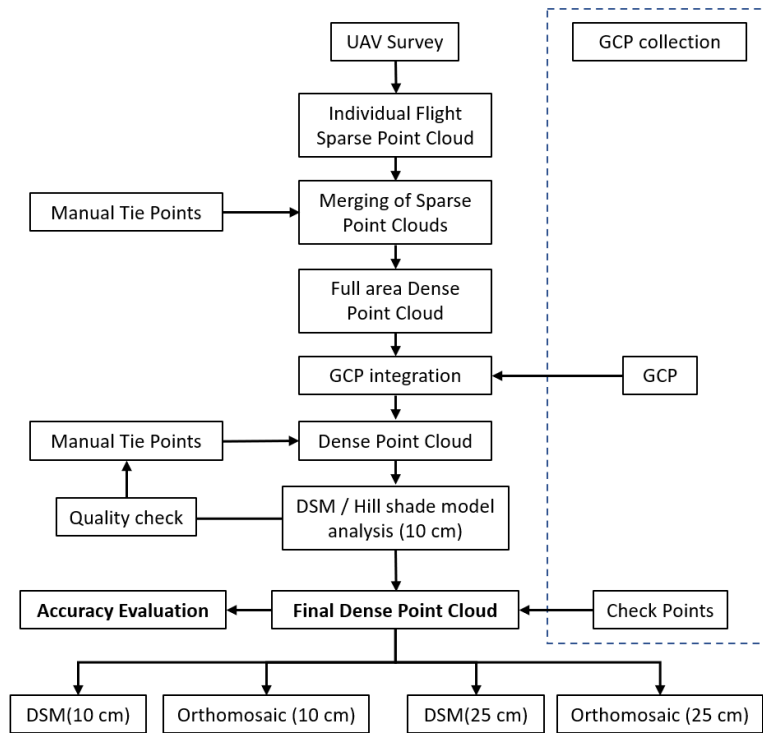 UAV Survey
GCP collection
Individual Flight
Sparse Point Cloud
Manual Tie Points
Merging of Sparse
Point Clouds
Full area Dense
Point Cloud
GCP integration
GCP
Manual Tie Points
Dense Point Cloud
Quality check
DSM / Hill shade model
analysis (10 cm)
Accuracy Evaluation
Final Dense Point Cloud
Check Points
DSM(10 cm)
Orthomosaic (10 cm)
DSM(25 cm)
Orthomosaic (25 cm)